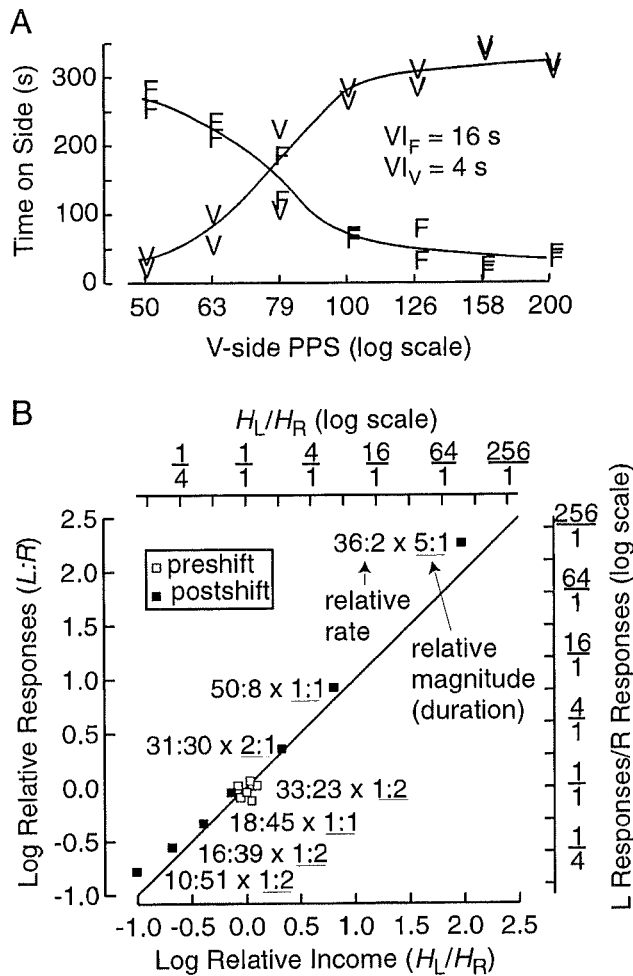 A
Time on Side (s)
300
200
100
0
V V V V V V V V V V V V V V
F F F F F F F F F F F F F F
VI_F = 16 s
VI_V = 4 s
50 63 79 100 126 158 200
V-side PPS (log scale)
B
H_L/H_R (log scale)
1/4 1/1 4/1 16/1 64/1 256/1
Log Relative Responses (L:R)
2.5
2.0
1.5
1.0
0.5
0.0
-0.5
-1.0
preshift
postshift
36:2 x 5:1
relative rate
relative magnitude (duration)
50:8 x 1:1
31:30 x 2:1
33:23 x 1:2
18:45 x 1:1
16:39 x 1:2
10:51 x 1:2
256/1
64/1
16/1
4/1
1/1
1/4
L Responses/R Responses (log scale)
-1.0 -0.5 0.0 0.5 1.0 1.5 2.0 2.5
Log Relative Income (H_L/H_R)